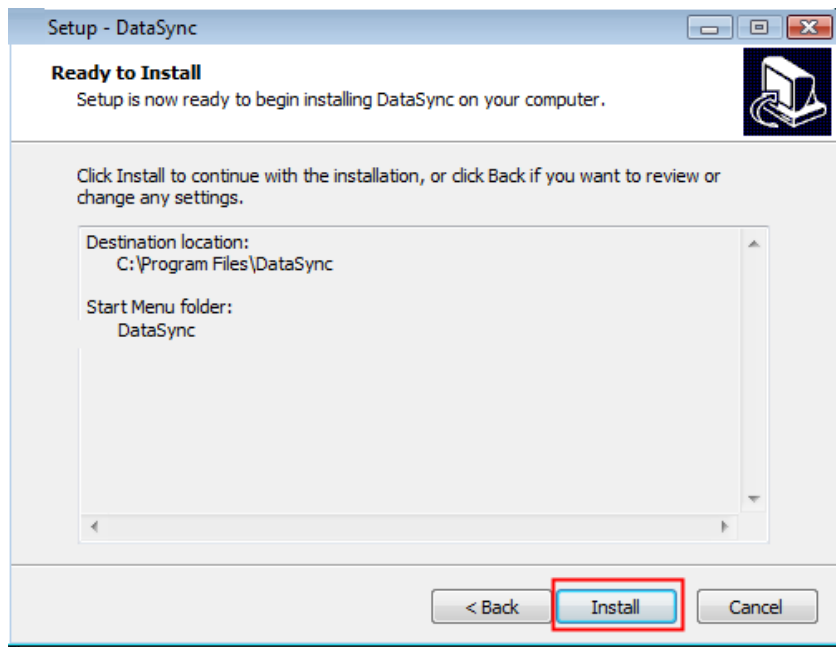 Setup - DataSync
Ready to Install
Setup is now ready to begin installing DataSync on your computer.
Click Install to continue with the installation, or click Back if you want to review or
change any settings.
Destination location:
C:\Program Files\DataSync
Start Menu folder:
DataSync
< Back
Install
Cancel